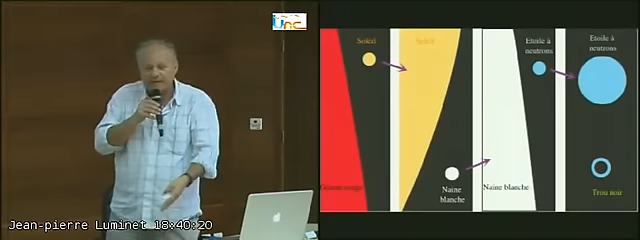 Unc
Soleil
Soleil
Etoile à
neutrons
Etoile à
neutrons
Géante rouge
Naine
blanche
Naine blanche
Trou noir
Jean-pierre Luminet 18:40:20